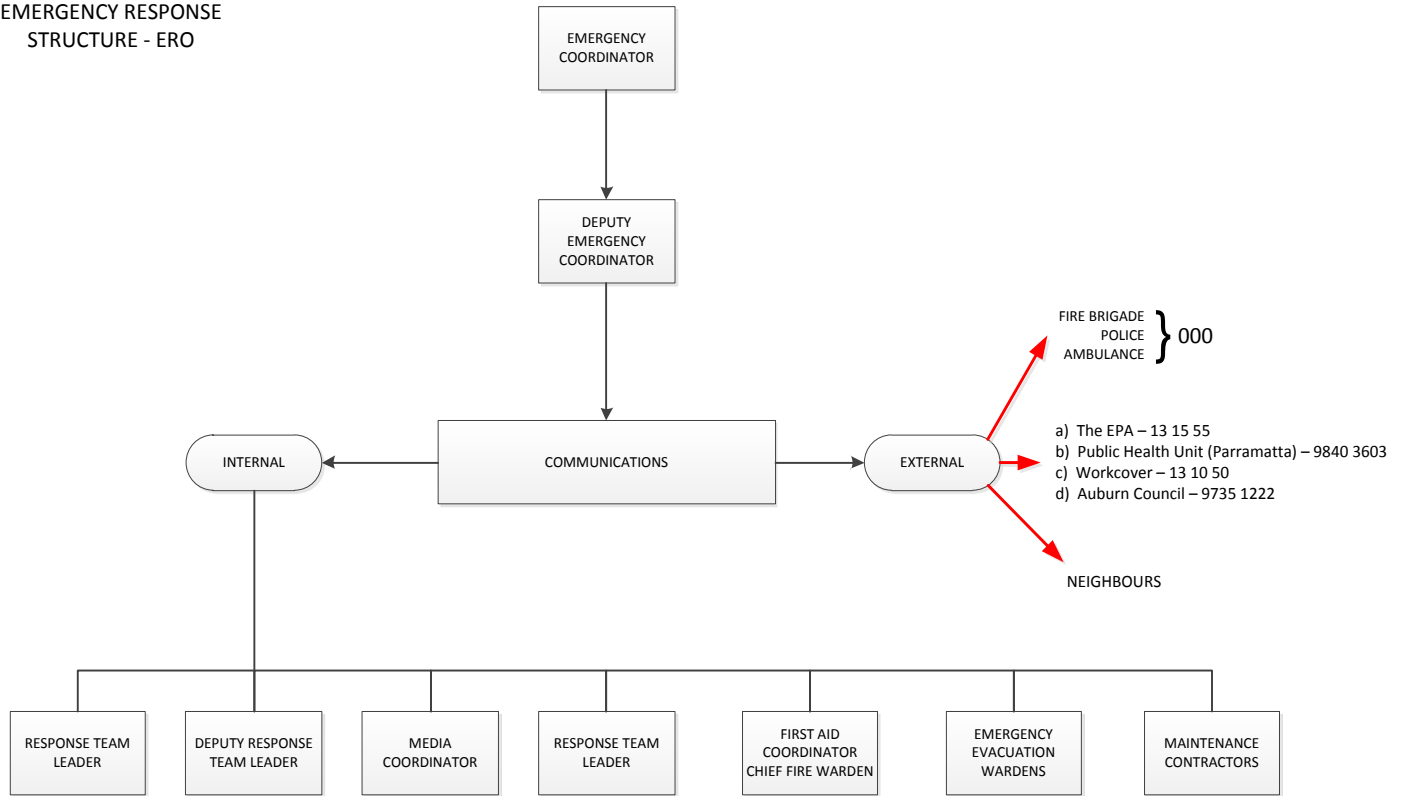 EMERGENCY RESPONSE
STRUCTURE - ERO
EMERGENCY
COORDINATOR
DEPUTY
EMERGENCY
COORDINATOR
FIRE BRIGADE
POLICE
AMBULANCE
} 000
INTERNAL
COMMUNICATIONS
EXTERNAL
a) The EPA – 13 15 55
b) Public Health Unit (Parramatta) – 9840 3603
c) Workcover – 13 10 50
d) Auburn Council – 9735 1222
NEIGHBOURS
RESPONSE TEAM
LEADER
DEPUTY RESPONSE
TEAM LEADER
MEDIA
COORDINATOR
RESPONSE TEAM
LEADER
FIRST AID
COORDINATOR
CHIEF FIRE WARDEN
EMERGENCY
EVACUATION
WARDENS
MAINTENANCE
CONTRACTORS